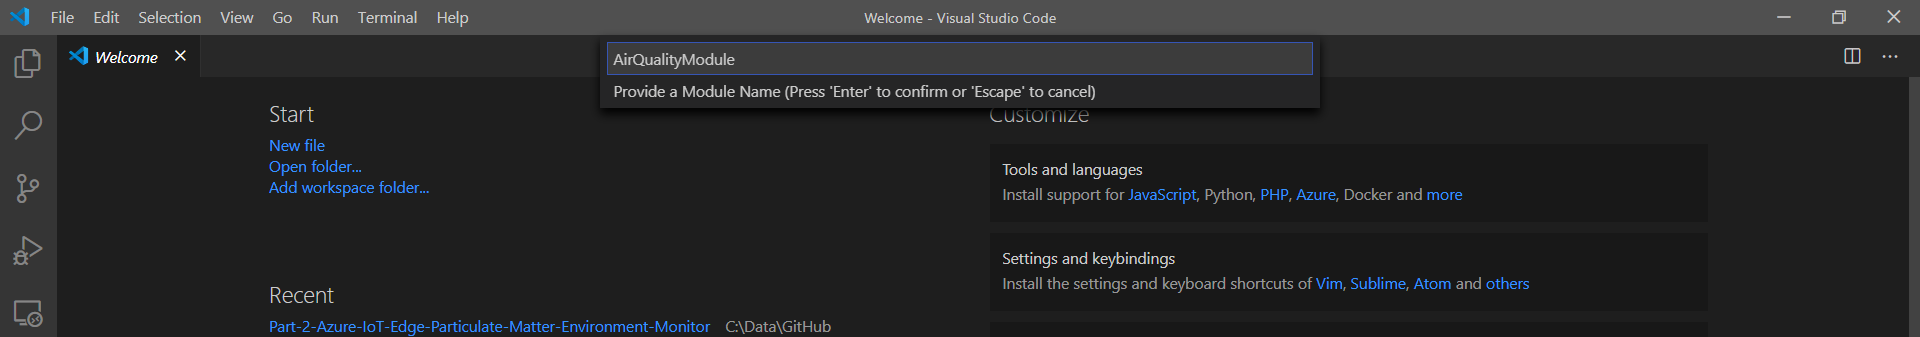 File Edit Selection View Go Run Terminal Help Welcome - Visual Studio Code
Welcome
AirQualityModule
Provide a Module Name (Press 'Enter' to confirm or 'Escape' to cancel)
Start
New file
Open folder...
Add workspace folder...
Recent
Part-2-Azure-IoT-Edge-Particulate-Matter-Environment-Monitor C:\Data\GitHub
Customize
Tools and languages
Install support for JavaScript, Python, PHP, Azure, Docker and more
Settings and keybindings
Install the settings and keyboard shortcuts of Vim, Sublime, Atom and others